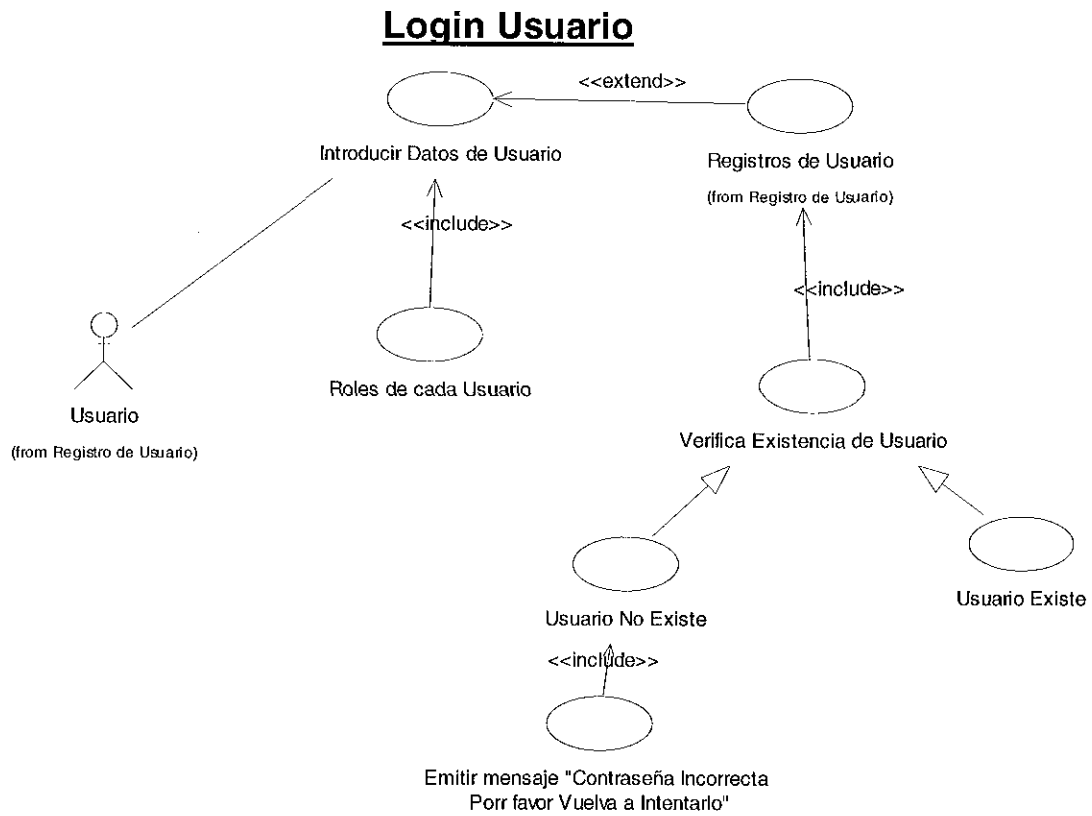 Login Usuario
<<extend>>
Introducir Datos de Usuario
Registros de Usuario
(from Registro de Usuario)
<<include>>
<<include>>
Roles de cada Usuario
Usuario
(from Registro de Usuario)
Verifica Existencia de Usuario
Usuario No Existe
Usuario Existe
<<include>>
Emitir mensaje "Contraseña Incorrecta
Porr favor Vuelva a Intentarlo"